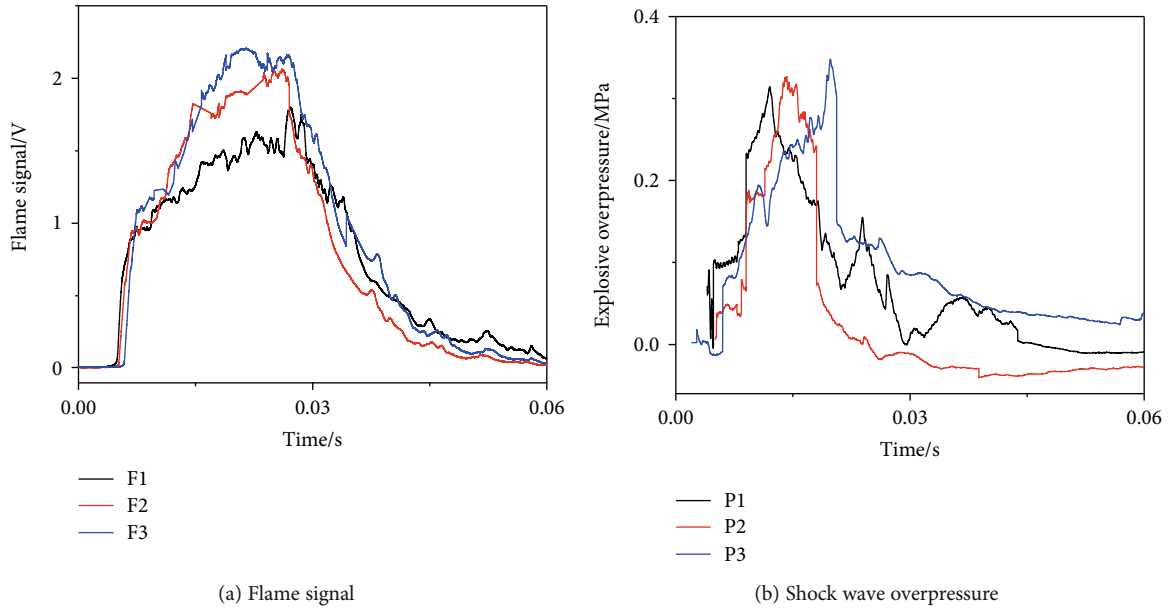 2
1
0
Flame signal/V
0.00
0.03
0.06
Time/s
F1
F2
F3
(a) Flame signal
0.4
0.2
0.0
Explosive overpressure/MPa
0.00
0.03
0.06
Time/s
P1
P2
P3
(b) Shock wave overpressure